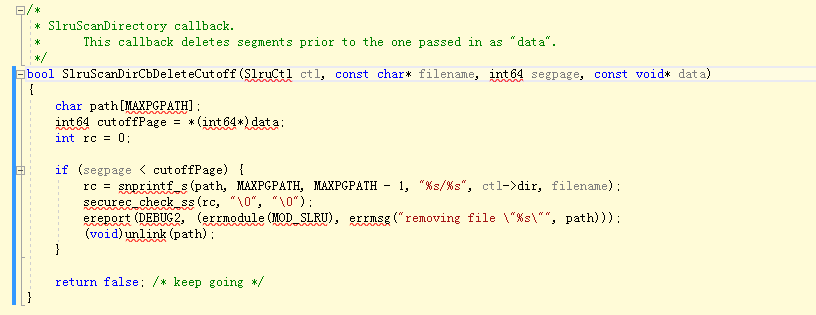 /*
 * SlruScanDirectory callback.
 *      This callback deletes segments prior to the one passed in as "data".
 */
bool SlruScanDirCbDeleteCutoff(SlruCtl ctl, const char* filename, int64 segpage, const void* data)
{
    char path[MAXPGPATH];
    int64 cutoffPage = *(int64*)data;
    int rc = 0;

    if (segpage < cutoffPage) {
        rc = snprintf_s(path, MAXPGPATH, MAXPGPATH - 1, "%s/%s", ctl->dir, filename);
        securec_check_ss(rc, "\0", "\0");
        ereport(DEBUG2, (errmodule(MOD_SLRU), errmsg("removing file \"%s\"", path)));
        (void)unlink(path);
    }

    return false; /* keep going */
}